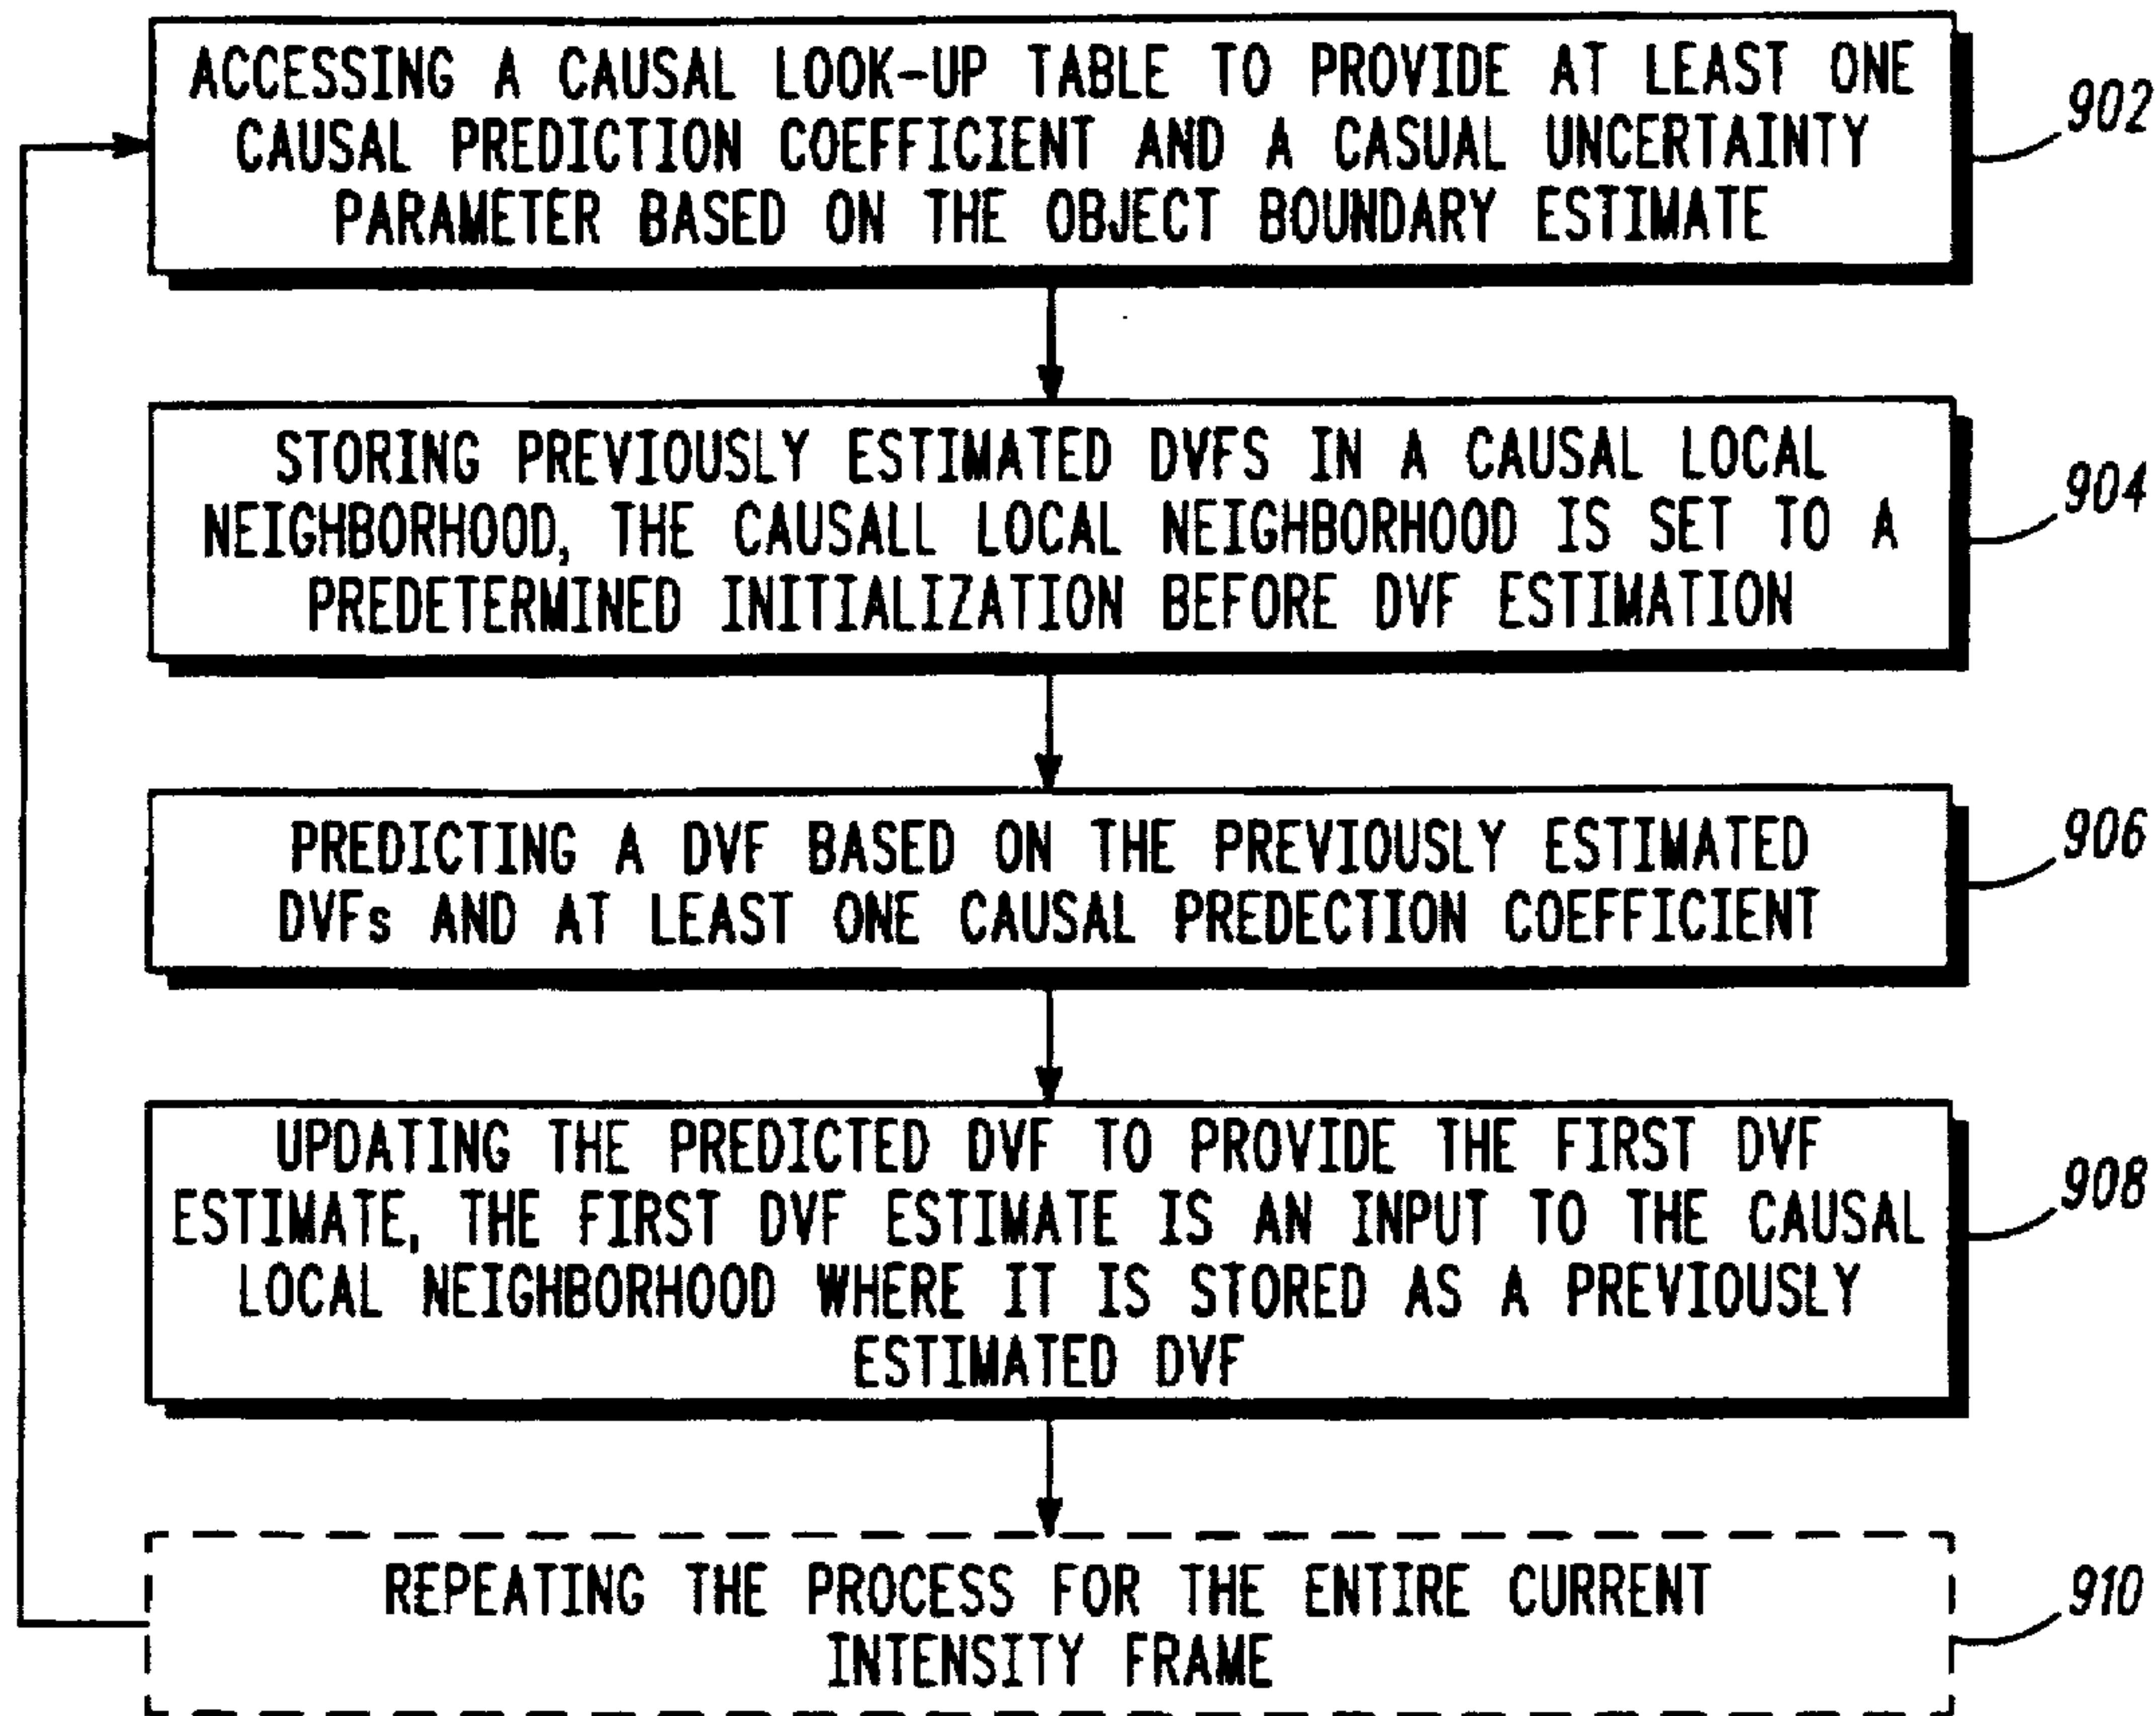 ACCESSING A CAUSAL LOOK-UP TABLE TO PROVIDE AT LEAST ONE
CAUSAL PREDICTION COEFFICIENT AND A CASUAL UNCERTAINTY
PARAMETER BASED ON THE OBJECT BOUNDARY ESTIMATE
902
STORING PREVIOUSLY ESTIMATED DVFS IN A CAUSAL LOCAL
NEIGHBORHOOD, THE CAUSALL LOCAL NEIGHBORHOOD IS SET TO A
PREDETERMINED INITIALIZATION BEFORE DVF ESTIMATION
904
PREDICTING A DVF BASED ON THE PREVIOUSLY ESTIMATED
DVFs AND AT LEAST ONE CAUSAL PREDECTION COEFFICIENT
906
UPDATING THE PREDICTED DVF TO PROVIDE THE FIRST DVF
ESTIMATE, THE FIRST DVF ESTIMATE IS AN INPUT TO THE CAUSAL
LOCAL NEIGHBORHOOD WHERE IT IS STORED AS A PREVIOUSLY
ESTIMATED DVF
908
REPEATING THE PROCESS FOR THE ENTIRE CURRENT
INTENSITY FRAME
910